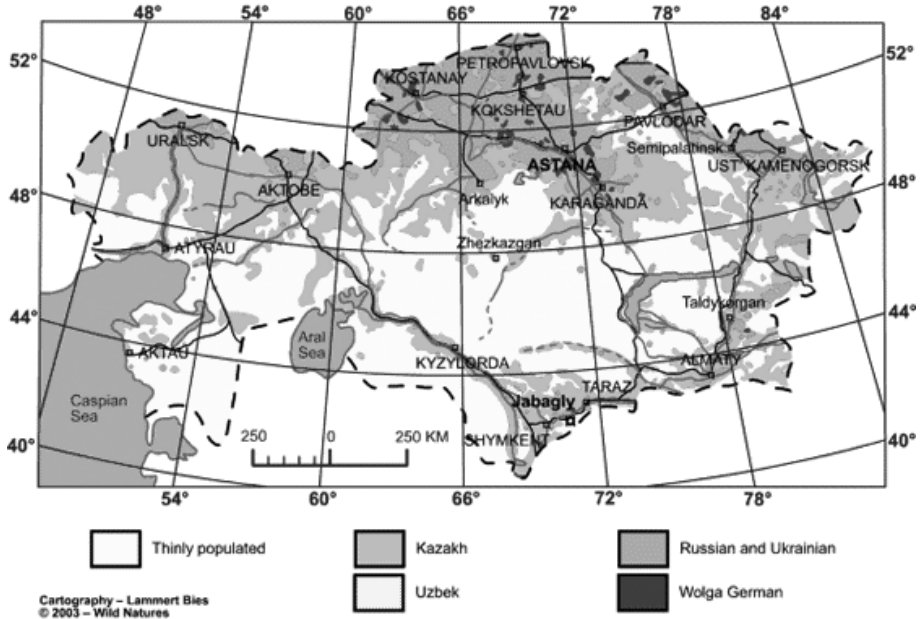 48° 54° 60° 66° 72° 78° 84°
52° 52°
PETROPAVLOVSK
KOSTANAY
KOKSHETAU
PAVLODAR
URALSK
Semipalatinsk
ASTANA
UST' KAMENOGORSK
AKTOBE
48° 48°
Arkalyk
KARAGANDA
Zhezkazgan
ATYRAU
Taldykorgan
44° 44°
Aral
Sea
AKTAU
KYZYLORDA
ALMATY
TARAZ
Caspian
Sea
Jabagly
SHYMKENT
250 0 250 KM
40° 40°
54° 60° 66° 72° 78°
Thinly populated
Kazakh
Russian and Ukrainian
Uzbek
Wolga German
Cartography – Lammert Bies
© 2003 – Wild Natures